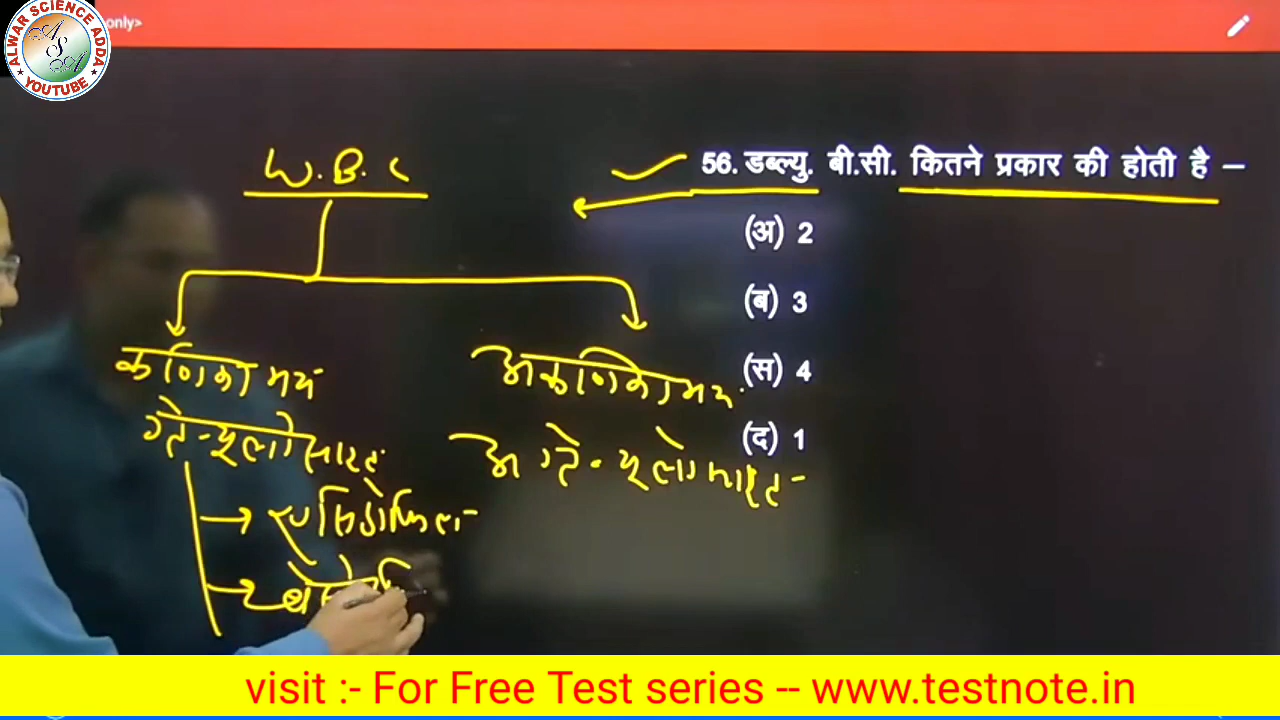 ALWAR SCIENCE ADDA
ASA
YOUTUBE
only>
W.B.C
56. डब्ल्यु. बी.सी. कितने प्रकार की होती है –
(अ) 2
(ब) 3
(स) 4
(द) 1
कणिकामय
अकणिकामय
ग्रेन्यूलोसाइट
अग्रेन्यूलोसाइट
visit :- For Free Test series -- www.testnote.in